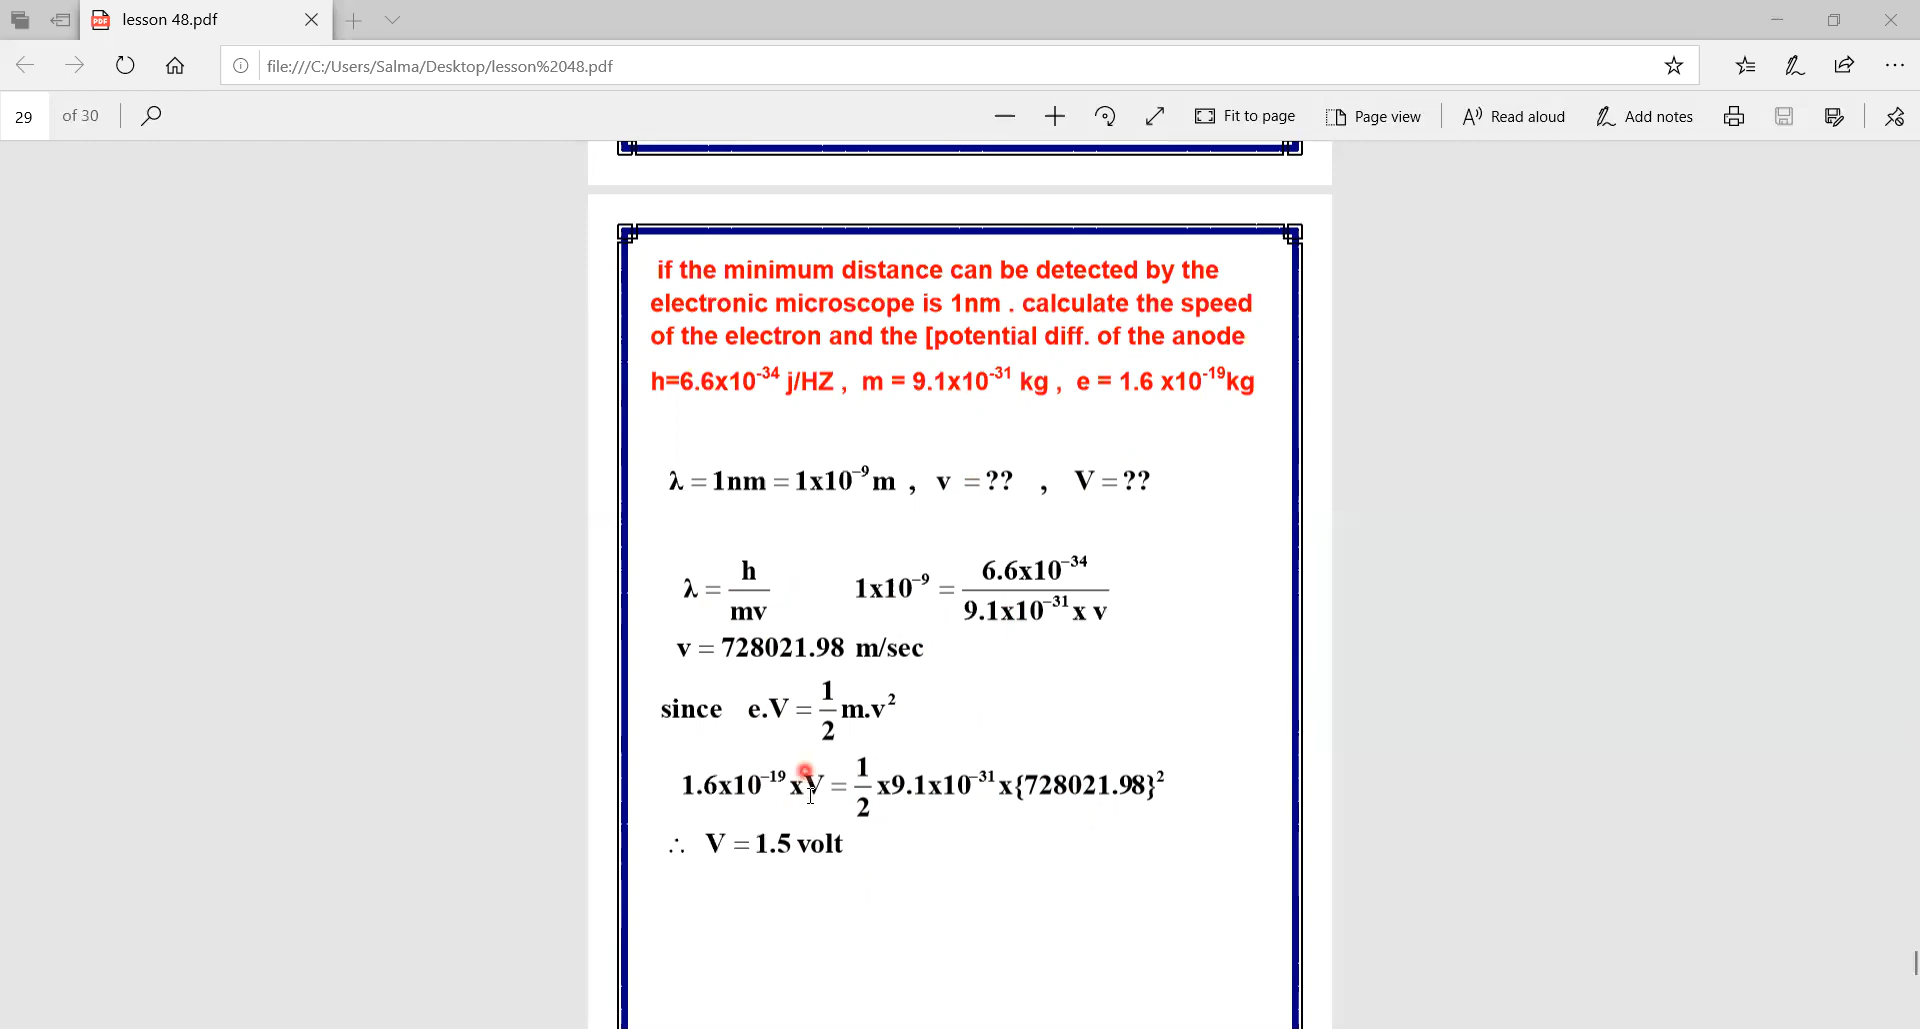 lesson 48.pdf
file:///C:/Users/Salma/Desktop/lesson%2048.pdf
29 of 30 Fit to page Page view Read aloud Add notes
if the minimum distance can be detected by the
electronic microscope is 1nm . calculate the speed
of the electron and the [potential diff. of the anode
h=6.6x10⁻³⁴ j/HZ , m = 9.1x10⁻³¹ kg , e = 1.6 x10⁻¹⁹kg
λ = 1nm = 1x10⁻⁹ m , v = ?? , V = ??
λ = h/mv 1x10⁻⁹ = 6.6x10⁻³⁴/9.1x10⁻³¹ x v
v = 728021.98 m/sec
since e.V = 1/2 m.v²
1.6x10⁻¹⁹ xV = 1/2 x9.1x10⁻³¹ x{728021.98}²
∴ V = 1.5 volt